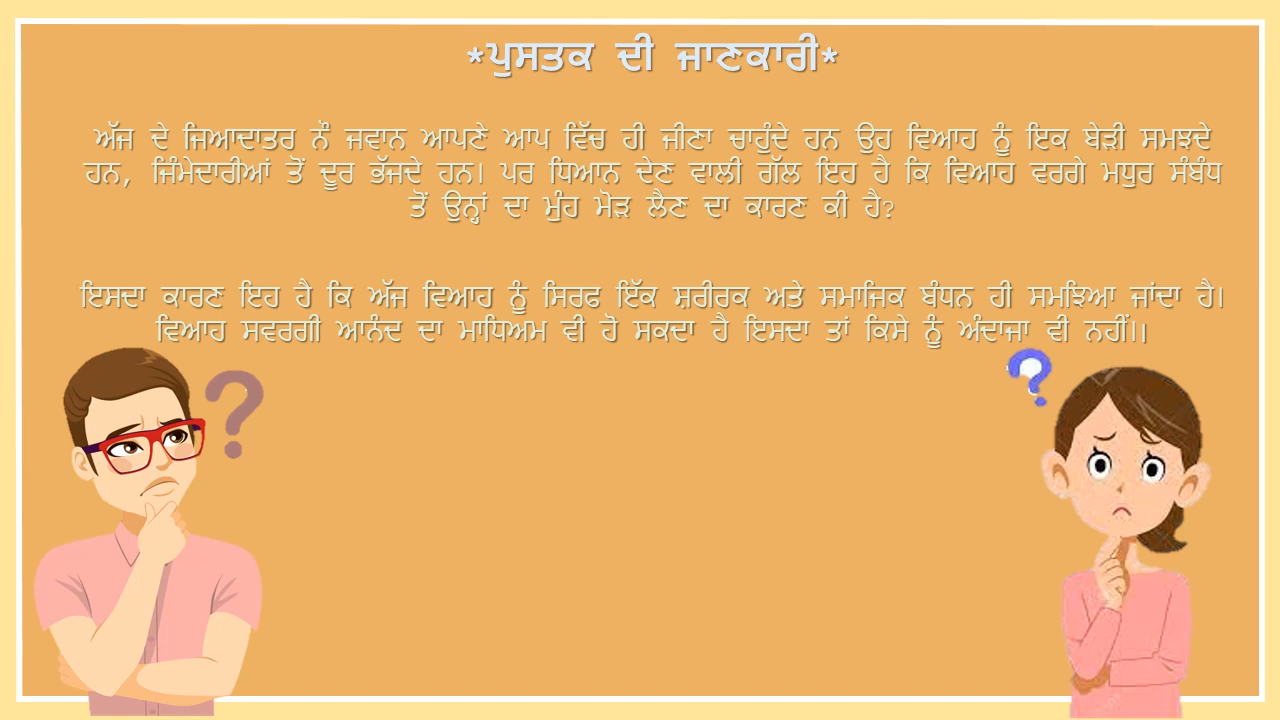 *ਪੁਸਤਕ ਦੀ ਜਾਣਕਾਰੀ*
ਅੱਜ ਦੇ ਜਿਆਦਾਤਰ ਨੌਂ ਜਵਾਨ ਆਪਣੇ ਆਪ ਵਿੱਚ ਹੀ ਜੀਣਾ ਚਾਹੁੰਦੇ ਹਨ ਉਹ ਵਿਆਹ ਨੂੰ ਇਕ ਬੇੜੀ ਸਮਝਦੇ
ਹਨ, ਜਿੰਮੇਦਾਰੀਆਂ ਤੋਂ ਦੂਰ ਭੱਜਦੇ ਹਨ। ਪਰ ਧਿਆਨ ਦੇਣ ਵਾਲੀ ਗੱਲ ਇਹ ਹੈ ਕਿ ਵਿਆਹ ਵਰਗੇ ਮਧੁਰ ਸੰਬੰਧ
ਤੋਂ ਉਨ੍ਹਾਂ ਦਾ ਮੂੰਹ ਮੋੜ ਲੈਣ ਦਾ ਕਾਰਣ ਕੀ ਹੈ?
ਇਸਦਾ ਕਾਰਣ ਇਹ ਹੈ ਕਿ ਅੱਜ ਵਿਆਹ ਨੂੰ ਸਿਰਫ ਇੱਕ ਸ਼ਰੀਰਕ ਅਤੇ ਸਮਾਜਿਕ ਬੰਧਨ ਹੀ ਸਮਝਿਆ ਜਾਂਦਾ ਹੈ।
ਵਿਆਹ ਸਵਰਗੀ ਆਨੰਦ ਦਾ ਮਾਧਿਅਮ ਵੀ ਹੋ ਸਕਦਾ ਹੈ ਇਸਦਾ ਤਾਂ ਕਿਸੇ ਨੂੰ ਅੰਦਾਜਾ ਵੀ ਨਹੀਂ।।